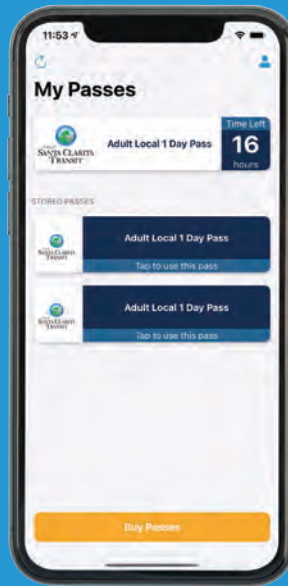 11:53
My Passes
SANTA CLARITA
TRANSIT
Adult Local 1 Day Pass
Time Left
16
hours
STORED PASSES
SANTA CLARITA
TRANSIT
Adult Local 1 Day Pass
Tap to use this pass
SANTA CLARITA
TRANSIT
Adult Local 1 Day Pass
Tap to use this pass
Buy Passes